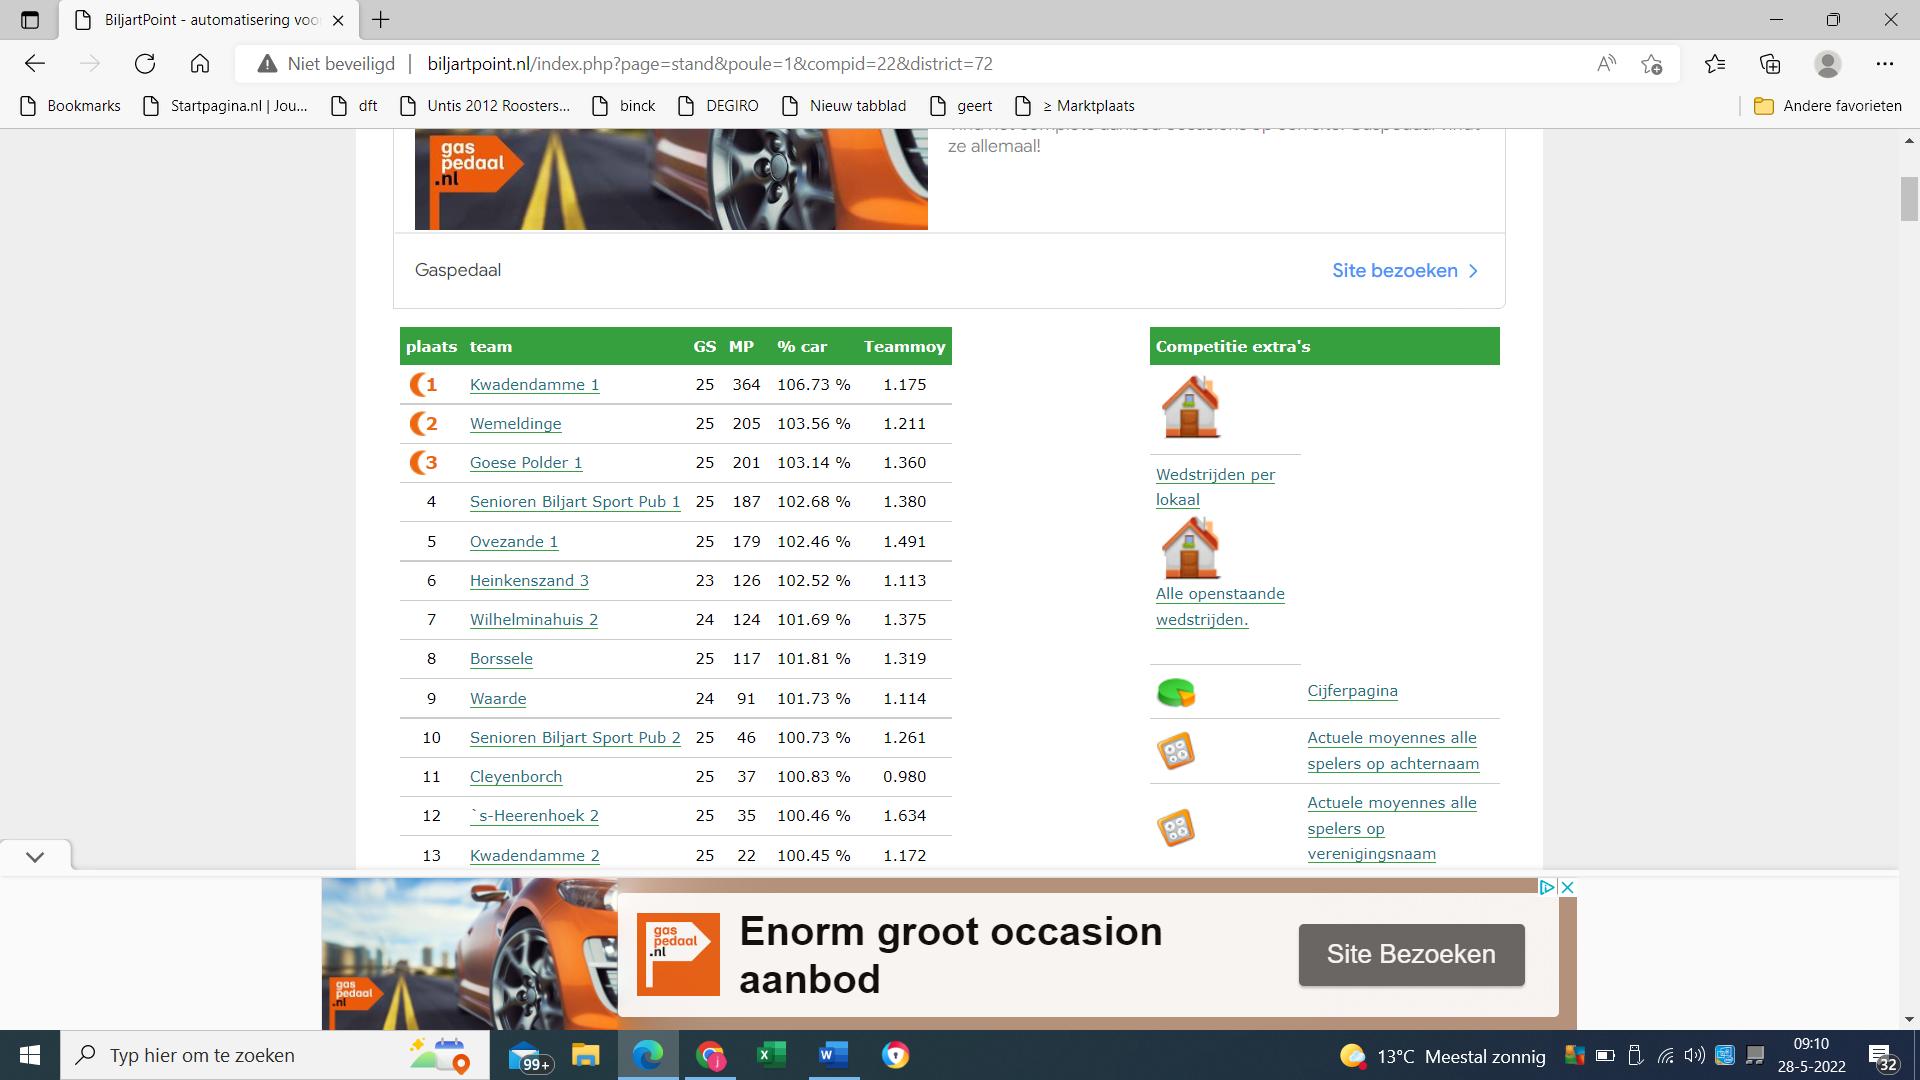 BiljartPoint - automatisering voo
Niet beveiligd
biljartpoint.nl/index.php?page=stand&poule=1&compid=22&district=72
Bookmarks
Startpagina.nl | Jou...
dft
Untis 2012 Roosters...
binck
DEGIRO
Nieuw tabblad
geert
≥ Marktplaats
Andere favorieten
ze allemaal!
gas
pedaal
.nl
Gaspedaal
Site bezoeken
plaats team GS MP % car Teammoy
1 Kwadendamme 1 25 364 106.73 % 1.175
2 Wemeldinge 25 205 103.56 % 1.211
3 Goese Polder 1 25 201 103.14 % 1.360
4 Senioren Biljart Sport Pub 1 25 187 102.68 % 1.380
5 Ovezande 1 25 179 102.46 % 1.491
6 Heinkenszand 3 23 126 102.52 % 1.113
7 Wilhelminahuis 2 24 124 101.69 % 1.375
8 Borssele 25 117 101.81 % 1.319
9 Waarde 24 91 101.73 % 1.114
10 Senioren Biljart Sport Pub 2 25 46 100.73 % 1.261
11 Cleyenborch 25 37 100.83 % 0.980
12 `s-Heerenhoek 2 25 35 100.46 % 1.634
13 Kwadendamme 2 25 22 100.45 % 1.172
Competitie extra's
Wedstrijden per
lokaal
Alle openstaande
wedstrijden.
Cijferpagina
Actuele moyennes alle
spelers op achternaam
Actuele moyennes alle
spelers op
verenigingsnaam
gas
pedaal
.nl
gas
pedaal
.nl
Enorm groot occasion
aanbod
Site Bezoeken
Typ hier om te zoeken
99+
13°C Meestal zonnig
09:10
28-5-2022
32